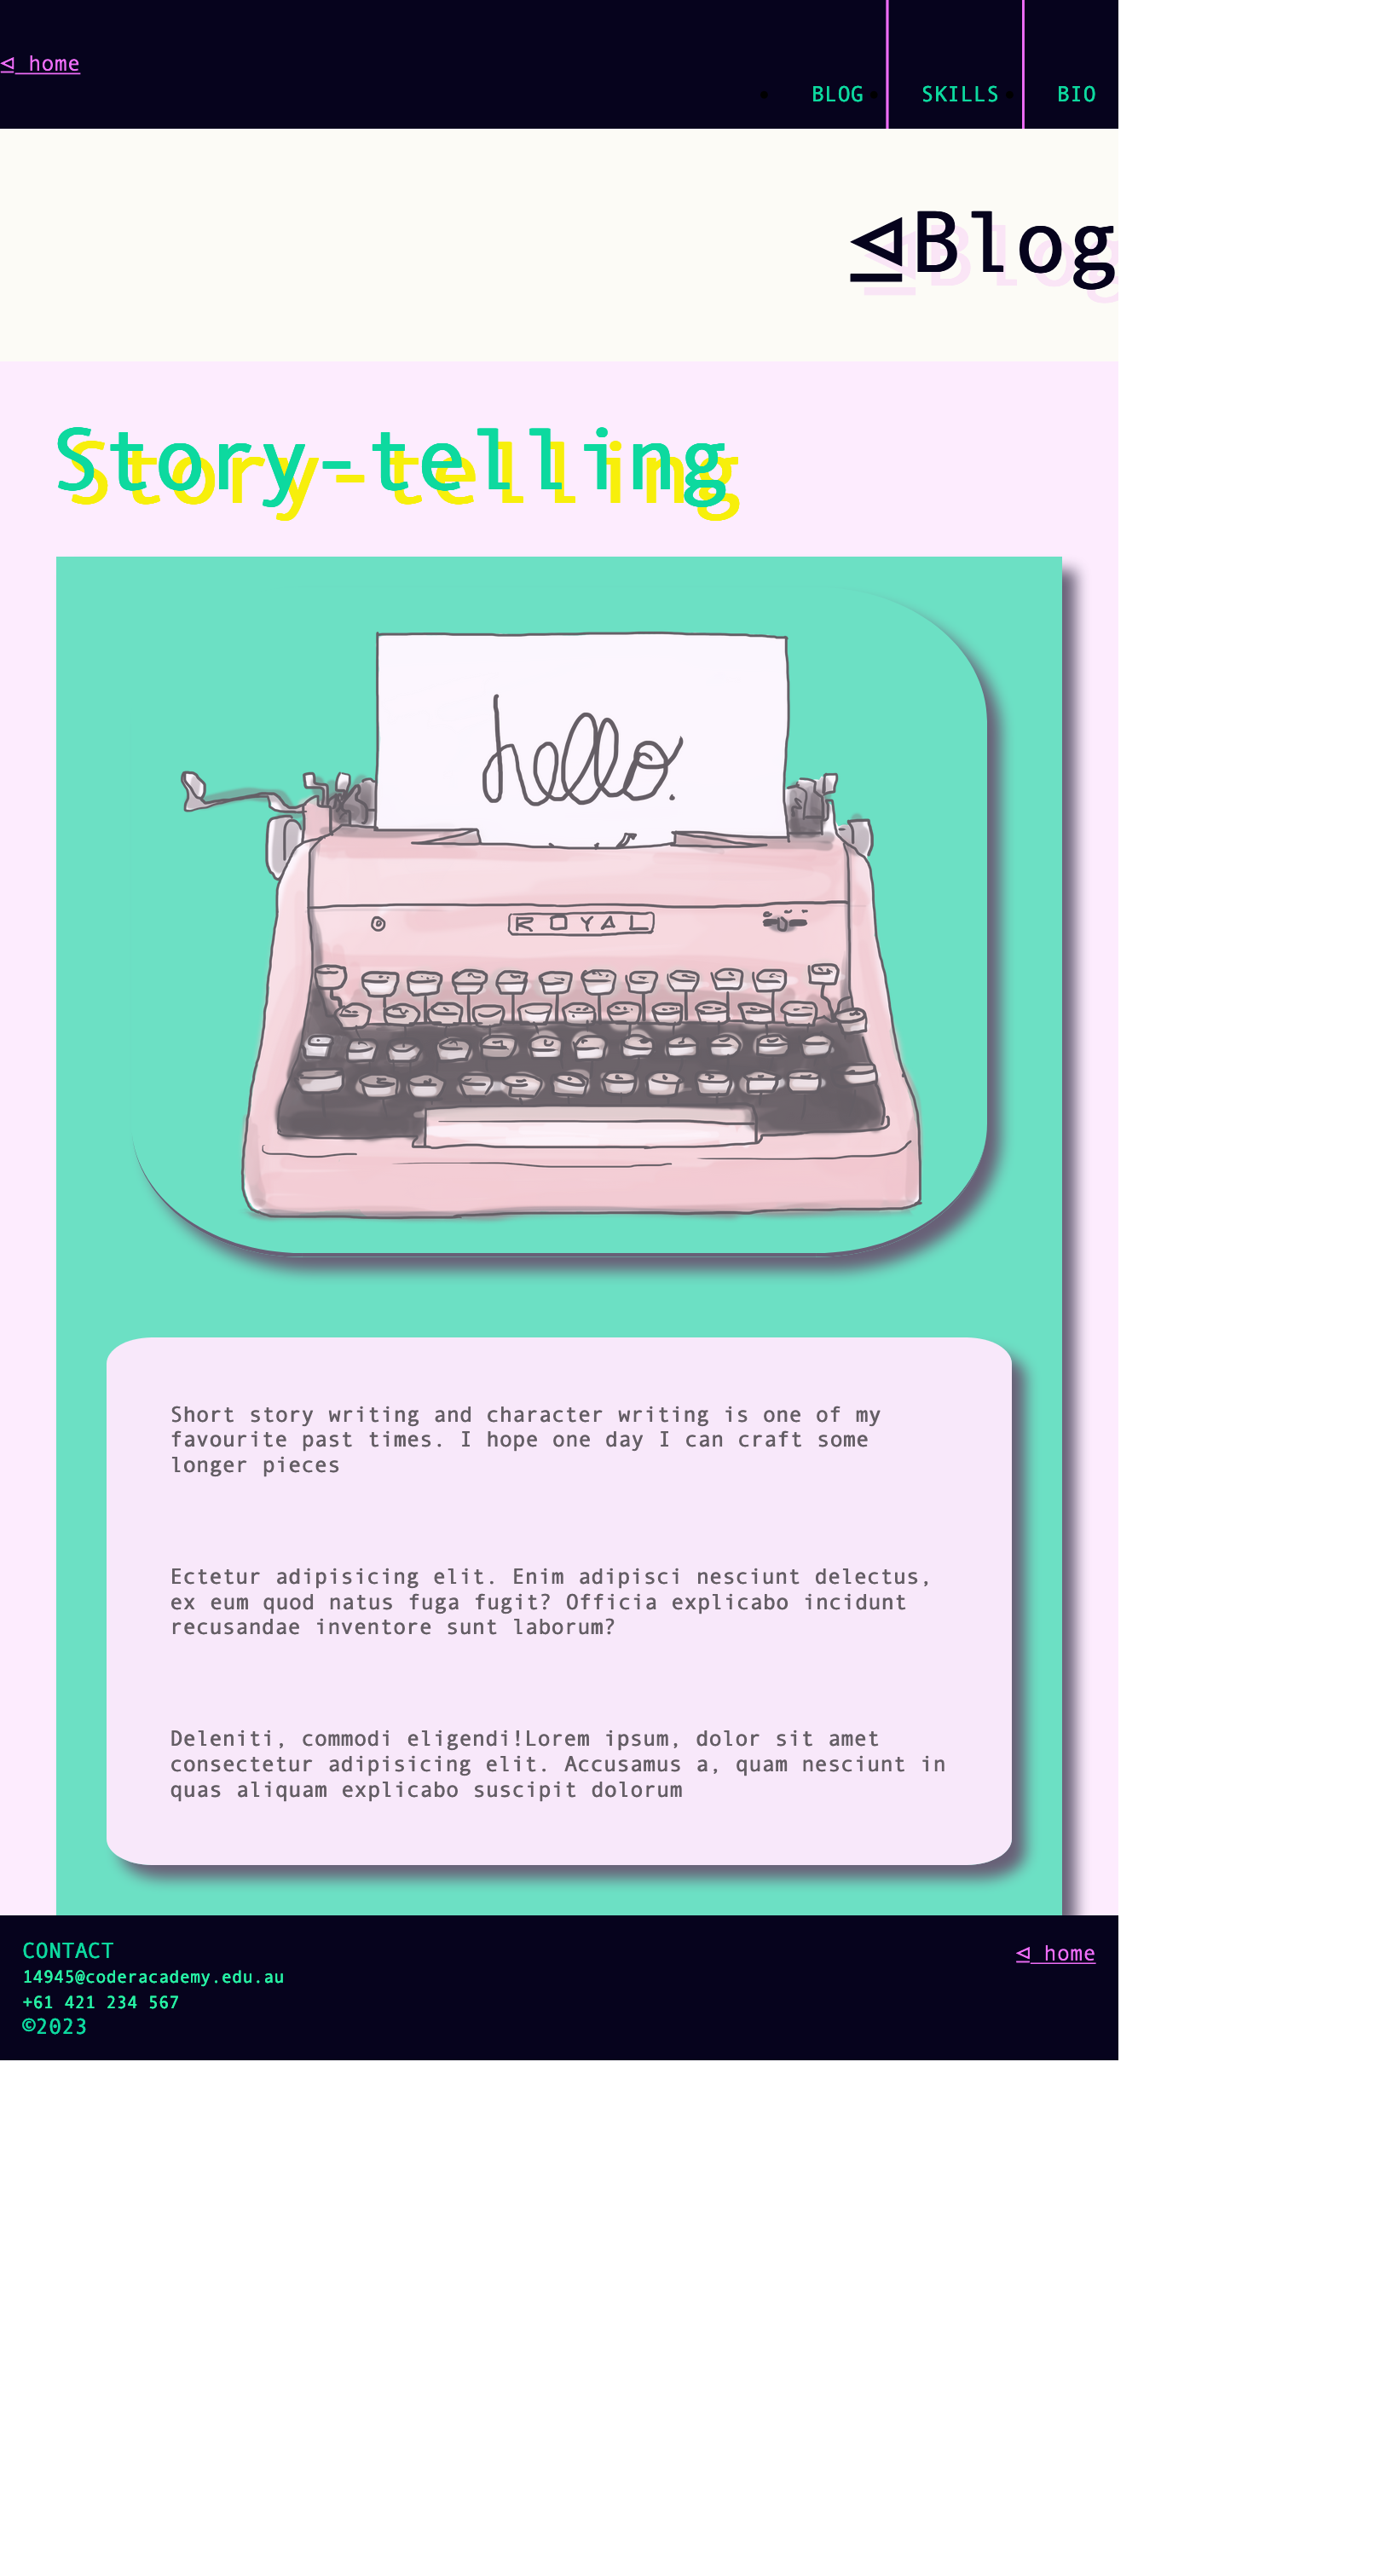 ⊴ home
BLOG SKILLS BIO
⊴Blog
Story-telling
hello.
ROYAL
Short story writing and character writing is one of my
favourite past times. I hope one day I can craft some
longer pieces
Ectetur adipisicing elit. Enim adipisci nesciunt delectus,
ex eum quod natus fuga fugit? Officia explicabo incidunt
recusandae inventore sunt laborum?
Deleniti, commodi eligendi!Lorem ipsum, dolor sit amet
consectetur adipisicing elit. Accusamus a, quam nesciunt in
quas aliquam explicabo suscipit dolorum
CONTACT
14945@coderacademy.edu.au
+61 421 234 567
©2023
⊴ home